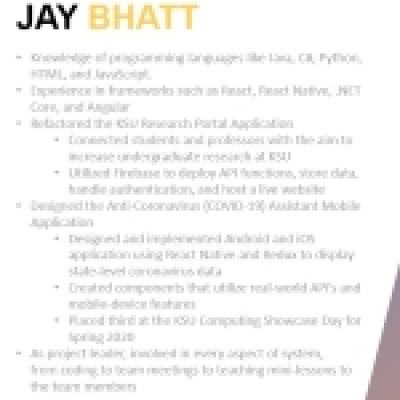 JAY BHATT
• Knowledge of programming languages like Java, C#, Python,
HTML, and JavaScript.
• Experience in frameworks such as React, React Native, .NET
Core, and Angular
• Refactored the KSU Research Portal Application
• Connected students and professors with the aim to
increase undergraduate research at KSU
• Utilized Firebase to deploy API functions, store data,
handle authentication, and host a live website
• Designed the Anti-Coronavirus (COVID-19) Assistant Mobile
Application
• Designed and implemented Android and iOS
application using React Native and Redux to display
state-level coronavirus data
• Created components that utilize real-world API's and
mobile-device features
• Placed third at the KSU Computing Showcase Day for
Spring 2020
• As project leader, involved in every aspect of system,
from coding to team meetings to teaching mini-lessons to
the team members